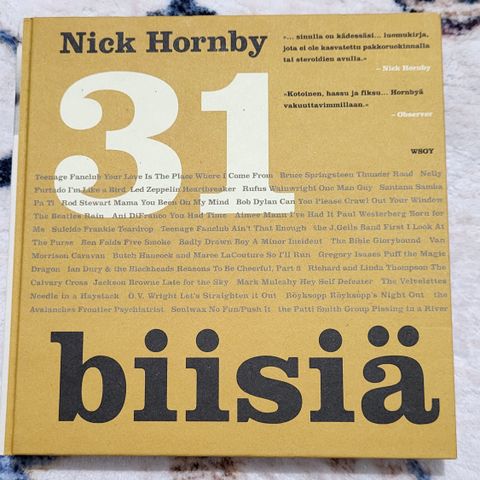 Nick Hornby
»... sinulla on kädessäsi... luomukirja,
jota ei ole kasvatettu pakkoruokinnalla
tai steroidien avulla.»
– Nick Hornby
»Kotoinen, hassu ja fiksu... Hornbyä
vakuuttavimmillaan.»
– Observer
WSOY
31
Teenage Fanclub Your Love Is The Place Where I Come From Bruce Springsteen Thunder Road Nelly
Furtado I'm Like a Bird Led Zeppelin Heartbreaker Rufus Wainwright One Man Guy Santana Samba
Pa Ti Rod Stewart Mama You Been On My Mind Bob Dylan Can You Please Crawl Out Your Window
The Beatles Rain Ani DiFranco You Had Time Aimee Mann I've Had It Paul Westerberg Born for
Me Suicide Frankie Teardrop Teenage Fanclub Ain't That Enough the J.Geils Band First I Look At
The Purse Ben Folds Five Smoke Badly Drawn Boy A Minor Incident The Bible Glorybound Van
Morrison Caravan Butch Hancock and Marce LaCouture So I'll Run Gregory Isaacs Puff the Magic
Dragon Ian Dury & the Blockheads Reasons To Be Cheerful, Part 3 Richard and Linda Thompson The
Calvary Cross Jackson Browne Late for the Sky Mark Mulcahy Hey Self Defeater The Velvelettes
Needle in a Haystack O.V. Wright Let's Straighten it Out Röyksopp Röyksopp's Night Out the
Avalanches Frontier Psychiatrist Soulwax No Fun/Push It the Patti Smith Group Pissing in a River
biisiä